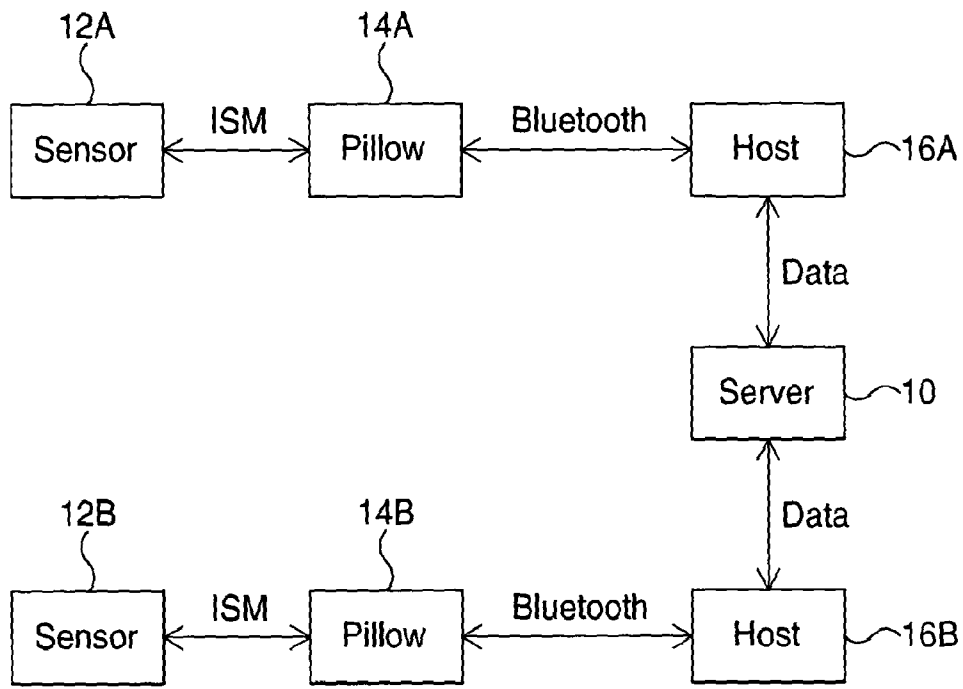 12A
14A
Sensor
ISM
Pillow
Bluetooth
Host
16A
Data
Server
10
Data
12B
14B
Sensor
ISM
Pillow
Bluetooth
Host
16B